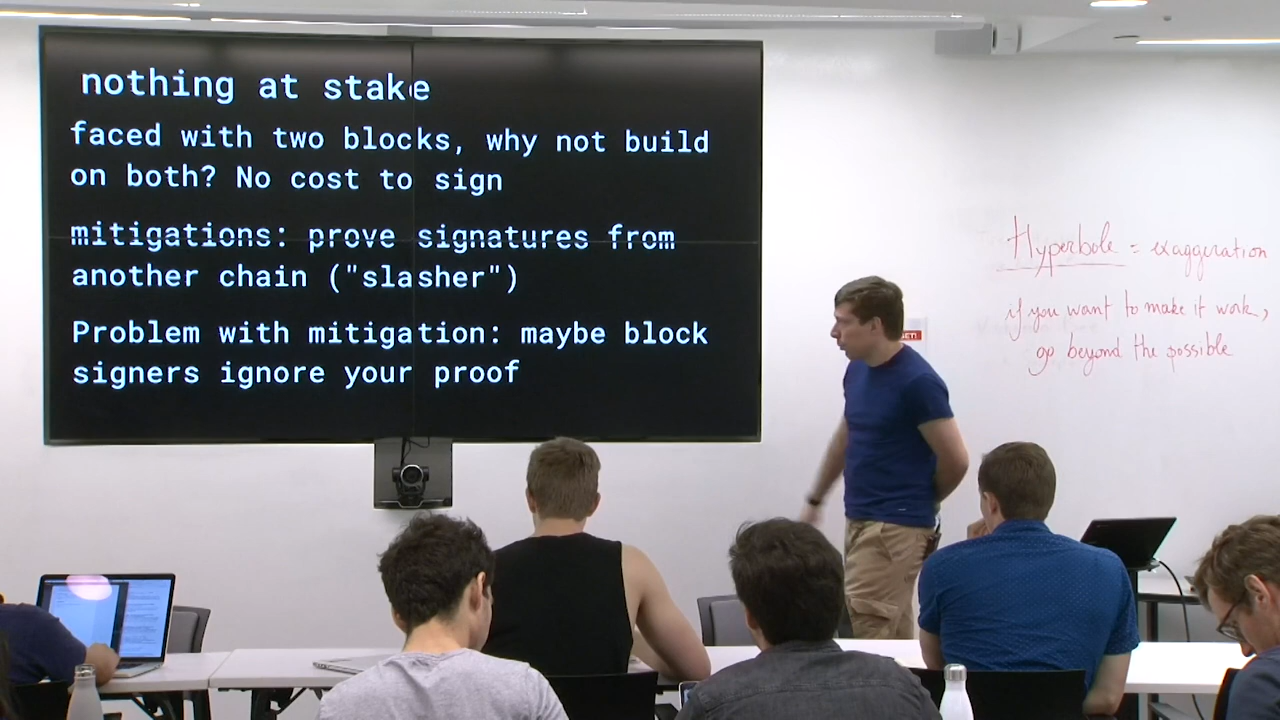 nothing at stake
faced with two blocks, why not build
on both? No cost to sign
mitigations: prove signatures from
another chain ("slasher")
Problem with mitigation: maybe block
signers ignore your proof
Hyperbole = exaggeration
if you want to make it work,
go beyond the possible